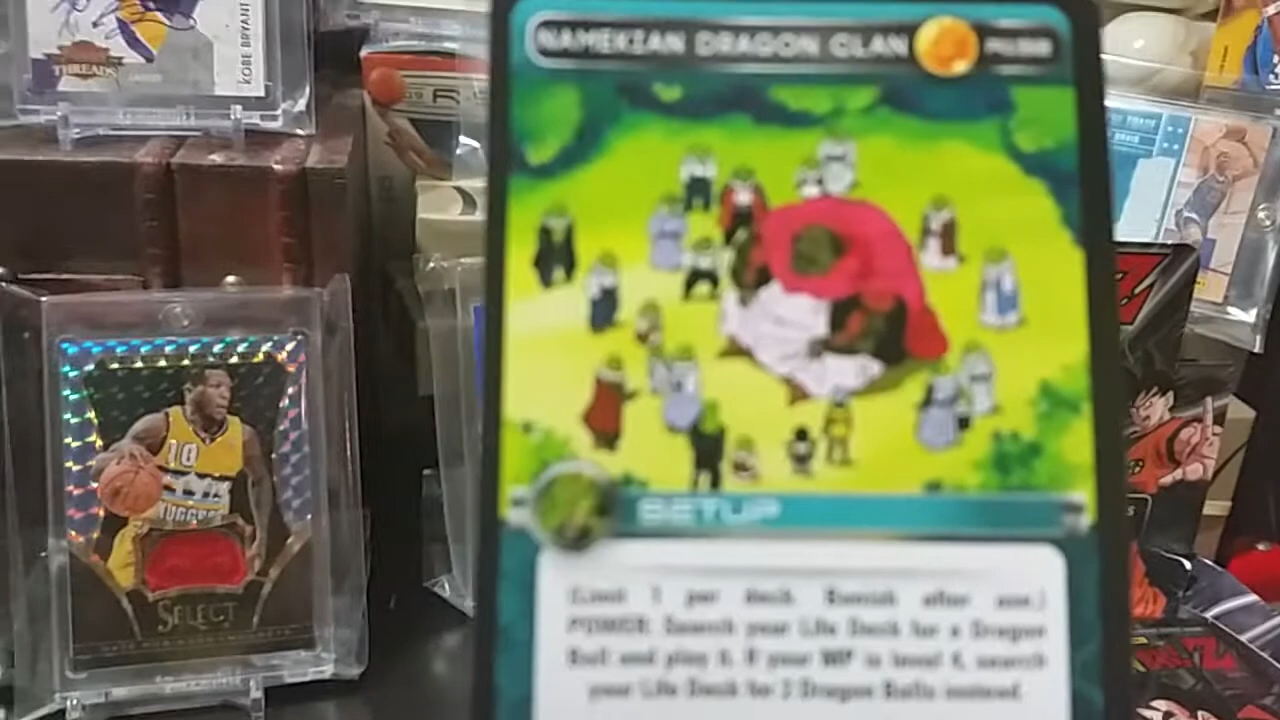 THREADS
KOBE BRYANT
NAMEKIAN DRAGON CLAN
10
NUGGETS
SELECT
SETUP
(Limit 1 per deck. Banish after use.)
POWER: Search your Life Deck for a Dragon
Ball and play it. If your MP is level 4, search
your Life Deck for 2 Dragon Balls instead.
Z